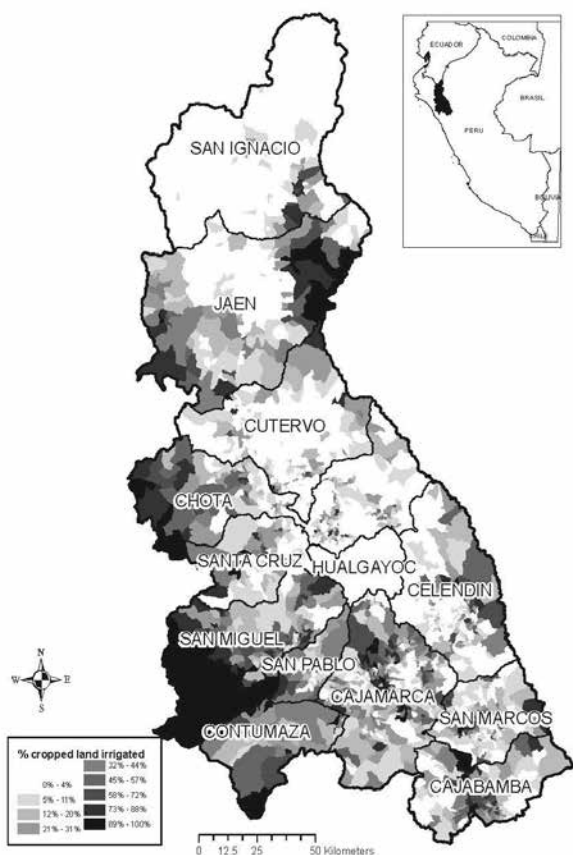 ECUADOR
COLOMBIA
BRASIL
PERU
BOLIVIA
SAN IGNACIO
JAEN
CUTERVO
CHOTA
SANTA CRUZ
HUALGAYOC
CELENDIN
SAN MIGUEL
SAN PABLO
CAJAMARCA
SAN MARCOS
CONTUMAZA
CAJABAMBA
N
W E
S
% cropped land irrigated
0% - 4%
5% - 11%
12% - 20%
21% - 31%
32% - 44%
45% - 57%
58% - 72%
73% - 88%
89% - 100%
0 12.5 25 50 Kilometers